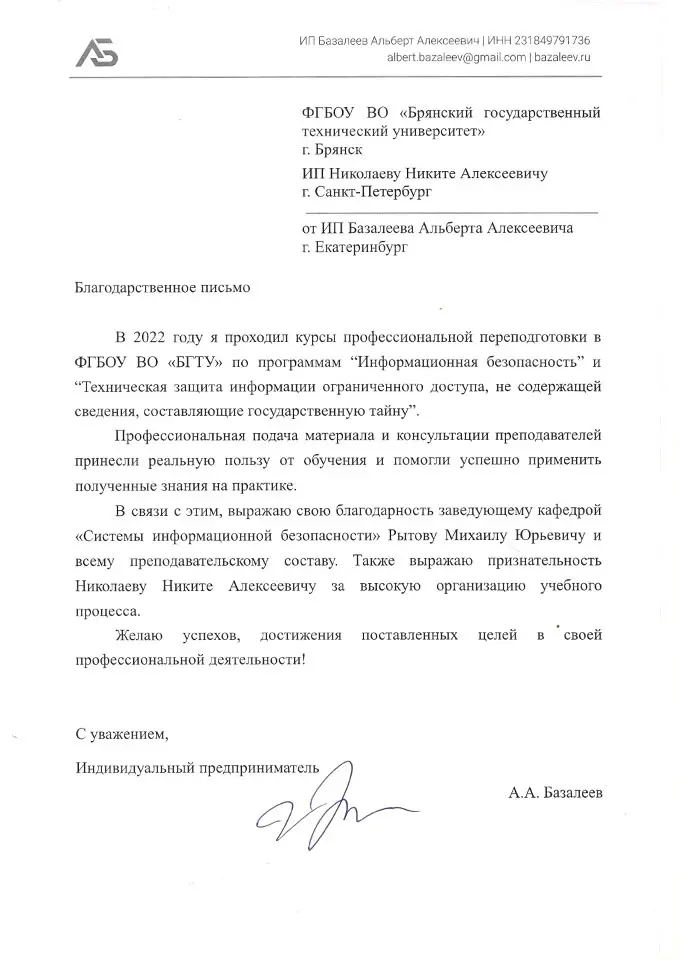 ИП Базалеев Альберт Алексеевич | ИНН 231849791736
albert.bazaleev@gmail.com | bazaleev.ru
ФГБОУ ВО «Брянский государственный
технический университет»
г. Брянск
ИП Николаеву Никите Алексеевичу
г. Санкт-Петербург
от ИП Базалеева Альберта Алексеевича
г. Екатеринбург
Благодарственное письмо
В 2022 году я проходил курсы профессиональной переподготовки в
ФГБОУ ВО «БГТУ» по программам “Информационная безопасность” и
“Техническая защита информации ограниченного доступа, не содержащей
сведения, составляющие государственную тайну”.
Профессиональная подача материала и консультации преподавателей
принесли реальную пользу от обучения и помогли успешно применить
полученные знания на практике.
В связи с этим, выражаю свою благодарность заведующему кафедрой
«Системы информационной безопасности» Рытову Михаилу Юрьевичу и
всему преподавательскому составу. Также выражаю признательность
Николаеву Никите Алексеевичу за высокую организацию учебного
процесса.
Желаю успехов, достижения поставленных целей в своей
профессиональной деятельности!
С уважением,
Индивидуальный предприниматель
А.А. Базалеев